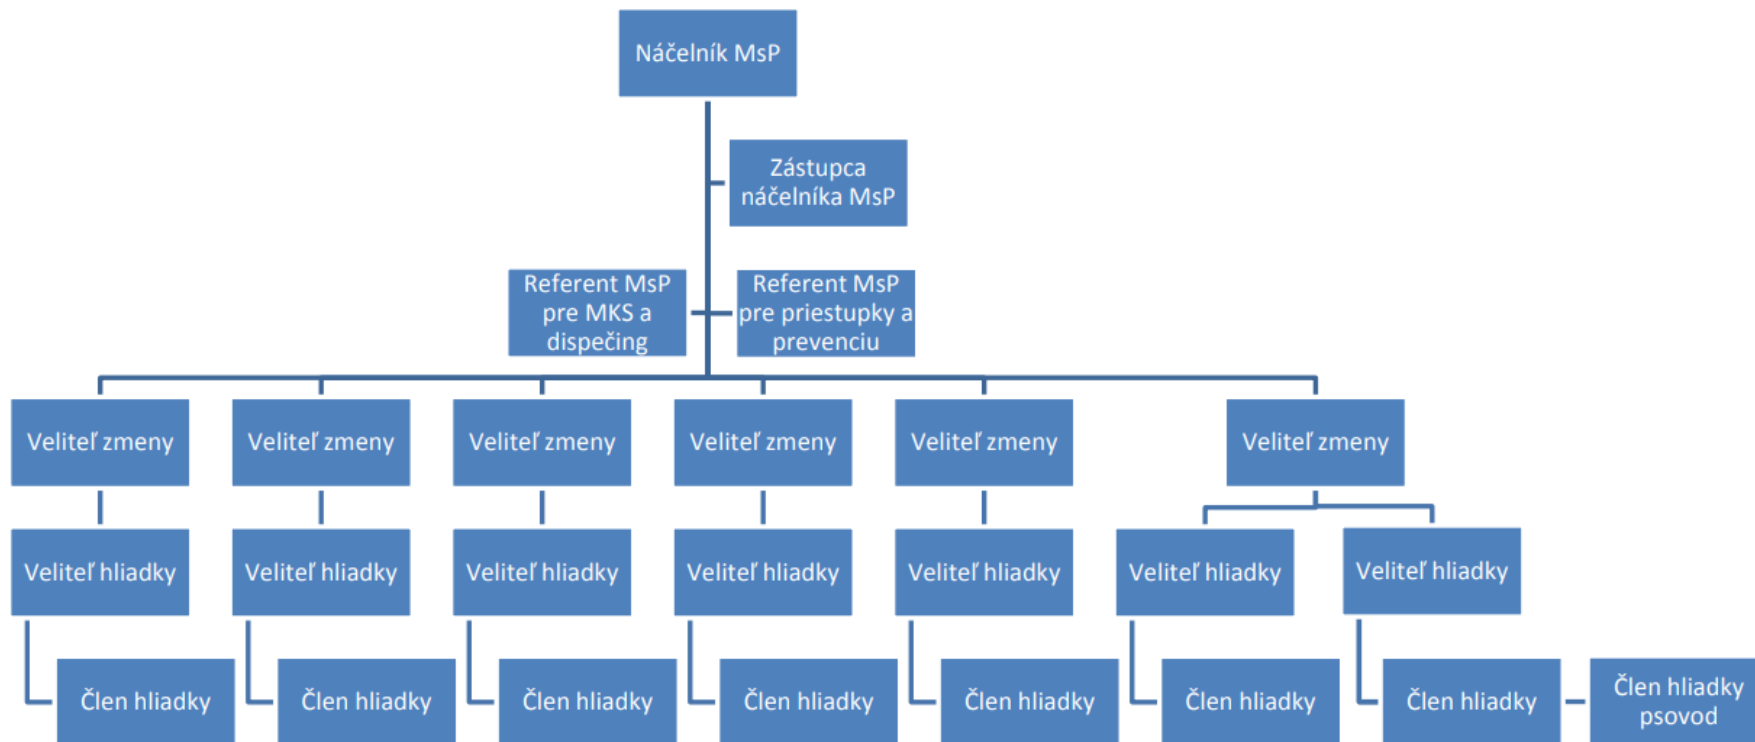 Náčelník MsP
Zástupca
náčelníka MsP
Referent MsP
pre MKS a
dispečing
Referent MsP
pre priestupky a
prevenciu
Veliteľ zmeny
Veliteľ zmeny
Veliteľ zmeny
Veliteľ zmeny
Veliteľ zmeny
Veliteľ zmeny
Veliteľ hliadky
Veliteľ hliadky
Veliteľ hliadky
Veliteľ hliadky
Veliteľ hliadky
Veliteľ hliadky
Veliteľ hliadky
Člen hliadky
Člen hliadky
Člen hliadky
Člen hliadky
Člen hliadky
Člen hliadky
Člen hliadky
Člen hliadky
psovod